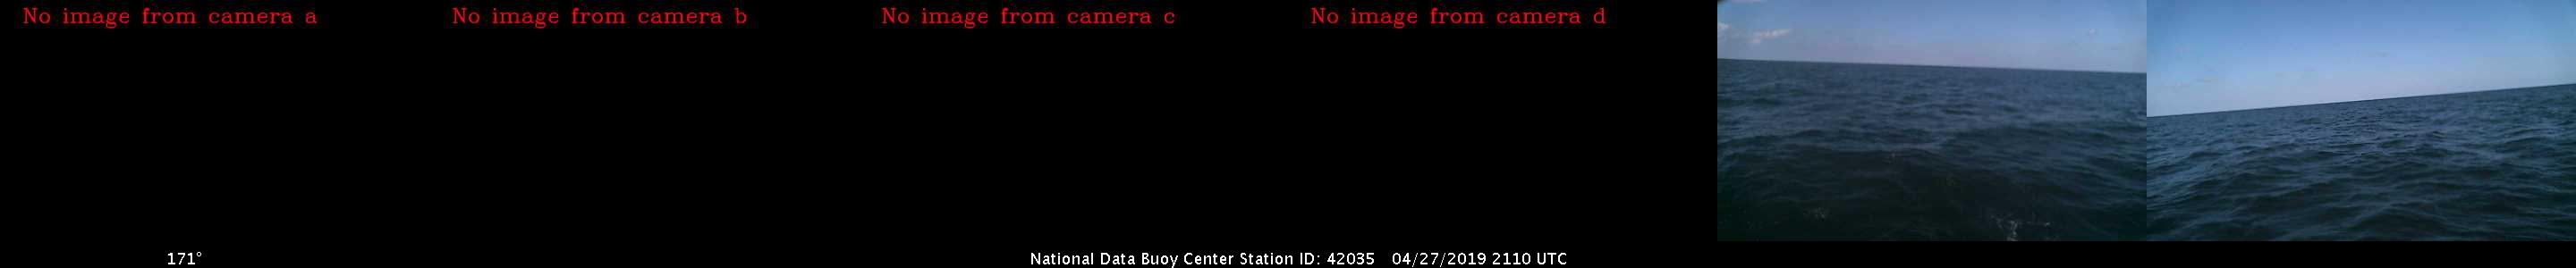 No image from camera a
No image from camera b
No image from camera c
No image from camera d
171°
National Data Buoy Center Station ID: 42035 04/27/2019 2110 UTC